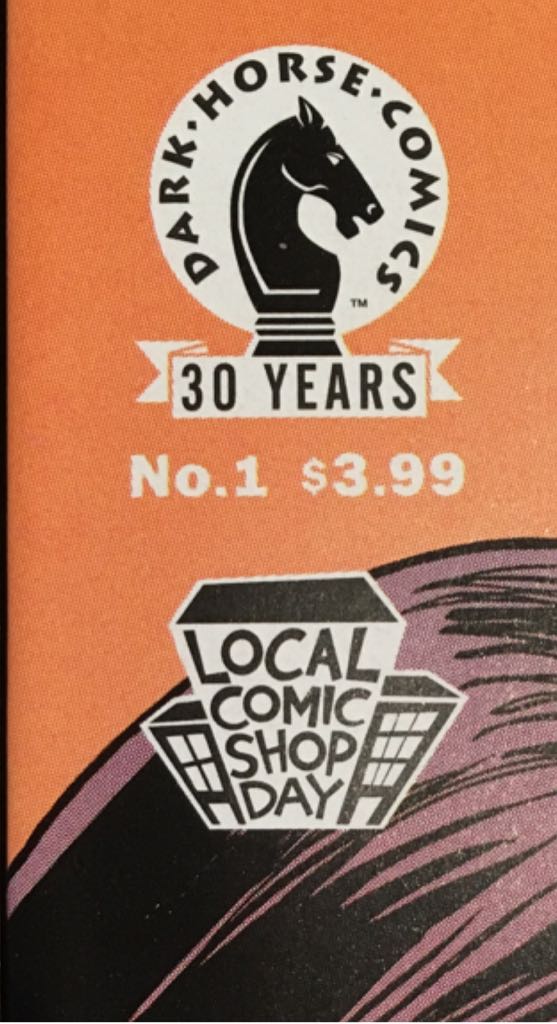 DARK·HORSE·COMICS
TM
30 YEARS
No.1 $3.99
LOCAL
COMIC
SHOP
DAY